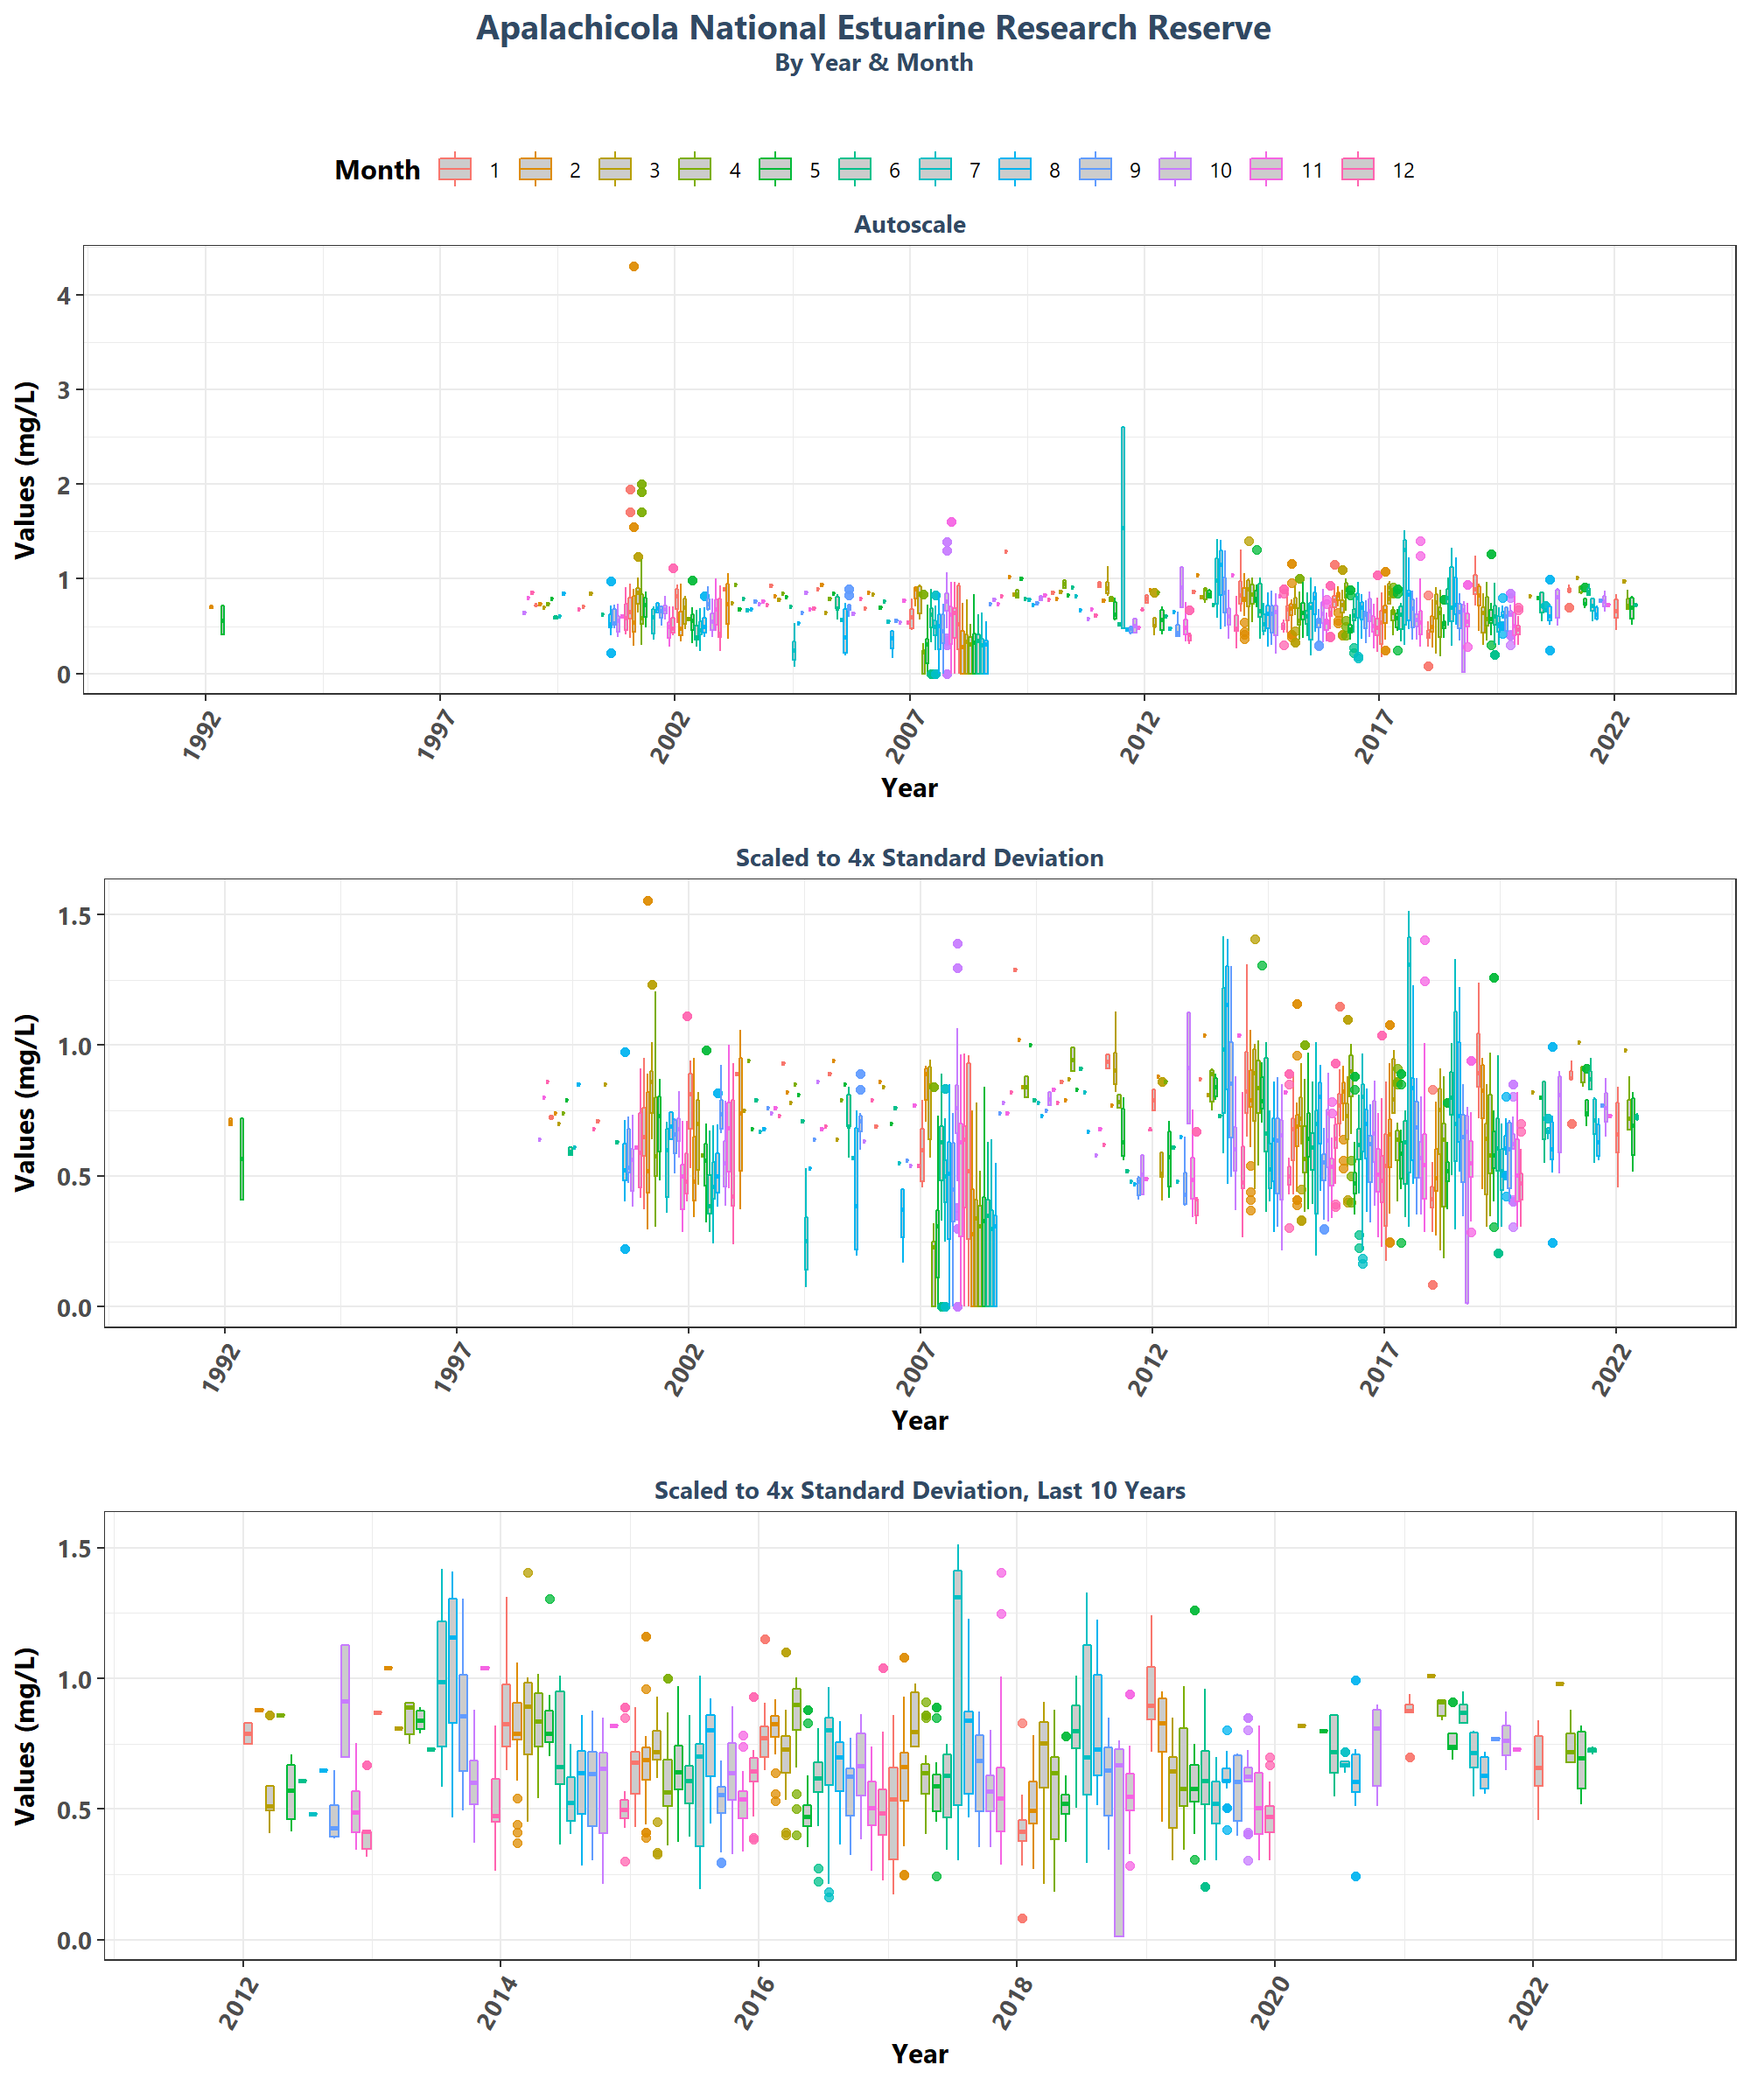 Apalachicola National Estuarine Research Reserve
By Year & Month
Month 1 2 3 4 5 6 7 8 9 10 11 12
Autoscale
Values (mg/L)
4
3
2
1
0
1992 1997 2002 2007 2012 2017 2022
Year
Scaled to 4x Standard Deviation
Values (mg/L)
1.5
1.0
0.5
0.0
1992 1997 2002 2007 2012 2017 2022
Year
Scaled to 4x Standard Deviation, Last 10 Years
Values (mg/L)
1.5
1.0
0.5
0.0
2012 2014 2016 2018 2020 2022
Year